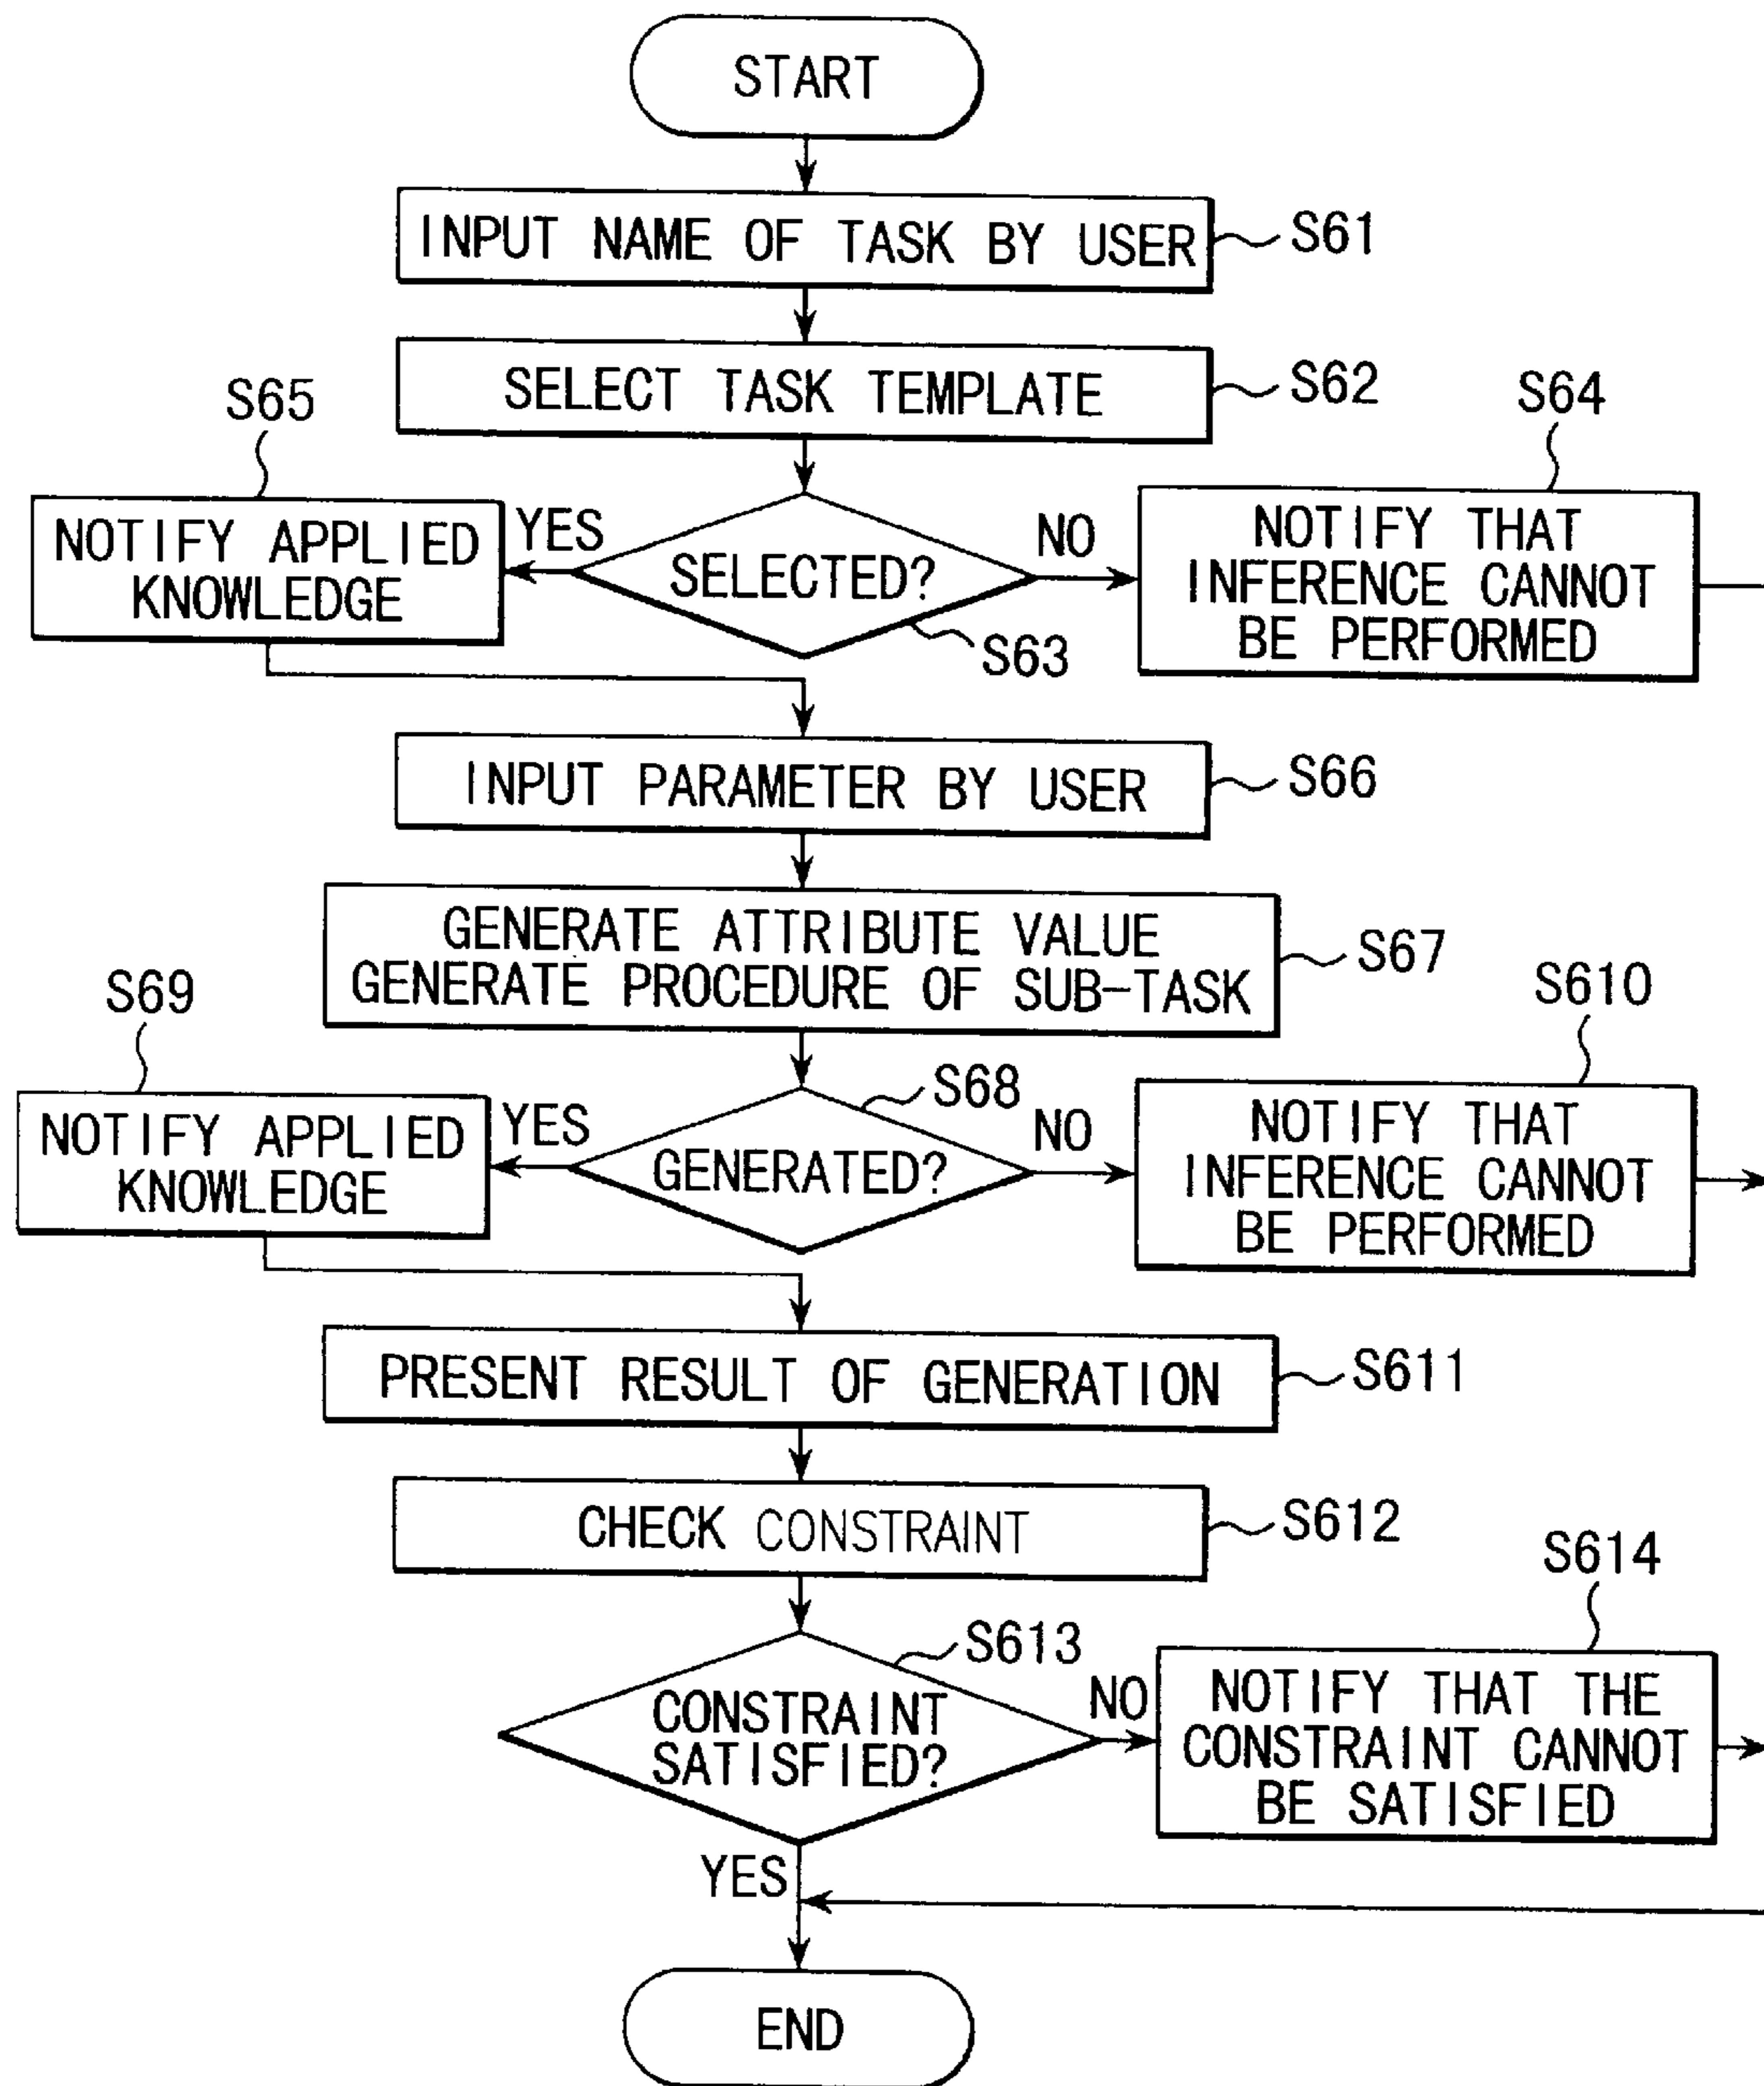 START
INPUT NAME OF TASK BY USER
S61
SELECT TASK TEMPLATE
S62
S65
S64
NOTIFY APPLIED
KNOWLEDGE
YES
SELECTED?
S63
NO
NOTIFY THAT
INFERENCE CANNOT
BE PERFORMED
INPUT PARAMETER BY USER
S66
GENERATE ATTRIBUTE VALUE
GENERATE PROCEDURE OF SUB-TASK
S67
S69
S610
NOTIFY APPLIED
KNOWLEDGE
YES
GENERATED?
S68
NO
NOTIFY THAT
INFERENCE CANNOT
BE PERFORMED
PRESENT RESULT OF GENERATION
S611
CHECK CONSTRAINT
S612
S614
S613
CONSTRAINT
SATISFIED?
NO
NOTIFY THAT THE
CONSTRAINT CANNOT
BE SATISFIED
YES
END